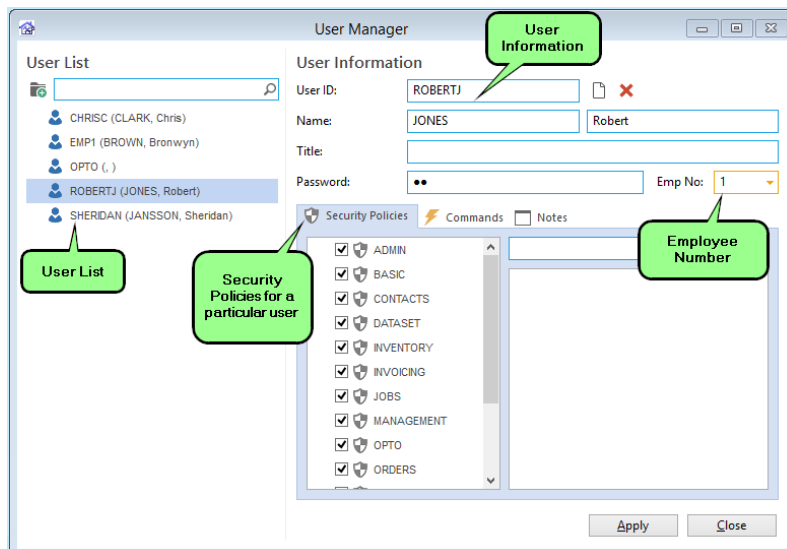 User Manager
User
Information
User List
User Information
User ID:
ROBERTJ
Name:
JONES
Robert
Title:
Password:
Emp No:
1
CHRISC (CLARK, Chris)
EMP1 (BROWN, Bronwyn)
OPTO (, )
ROBERTJ (JONES, Robert)
SHERIDAN (JANSSON, Sheridan)
User List
Security Policies
Commands
Notes
Security
Policies for a
particular user
Employee
Number
ADMIN
BASIC
CONTACTS
DATASET
INVENTORY
INVOICING
JOBS
MANAGEMENT
OPTO
ORDERS
Apply
Close